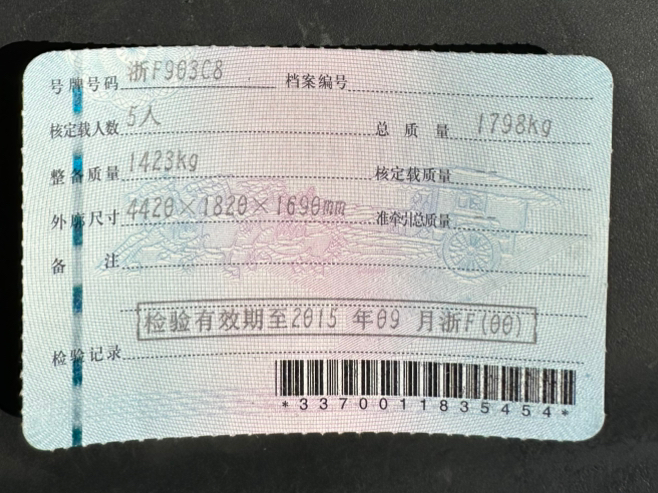 号牌号码 浙F903C8 档案编号
核定载人数 5人 总质量 1798kg
整备质量 1423kg 核定载质量 --
外廓尺寸 4420×1820×1690mm 准牵引总质量 --
备注
检验有效期至2015 年09 月浙F(00)
检验记录
*3370011835454*